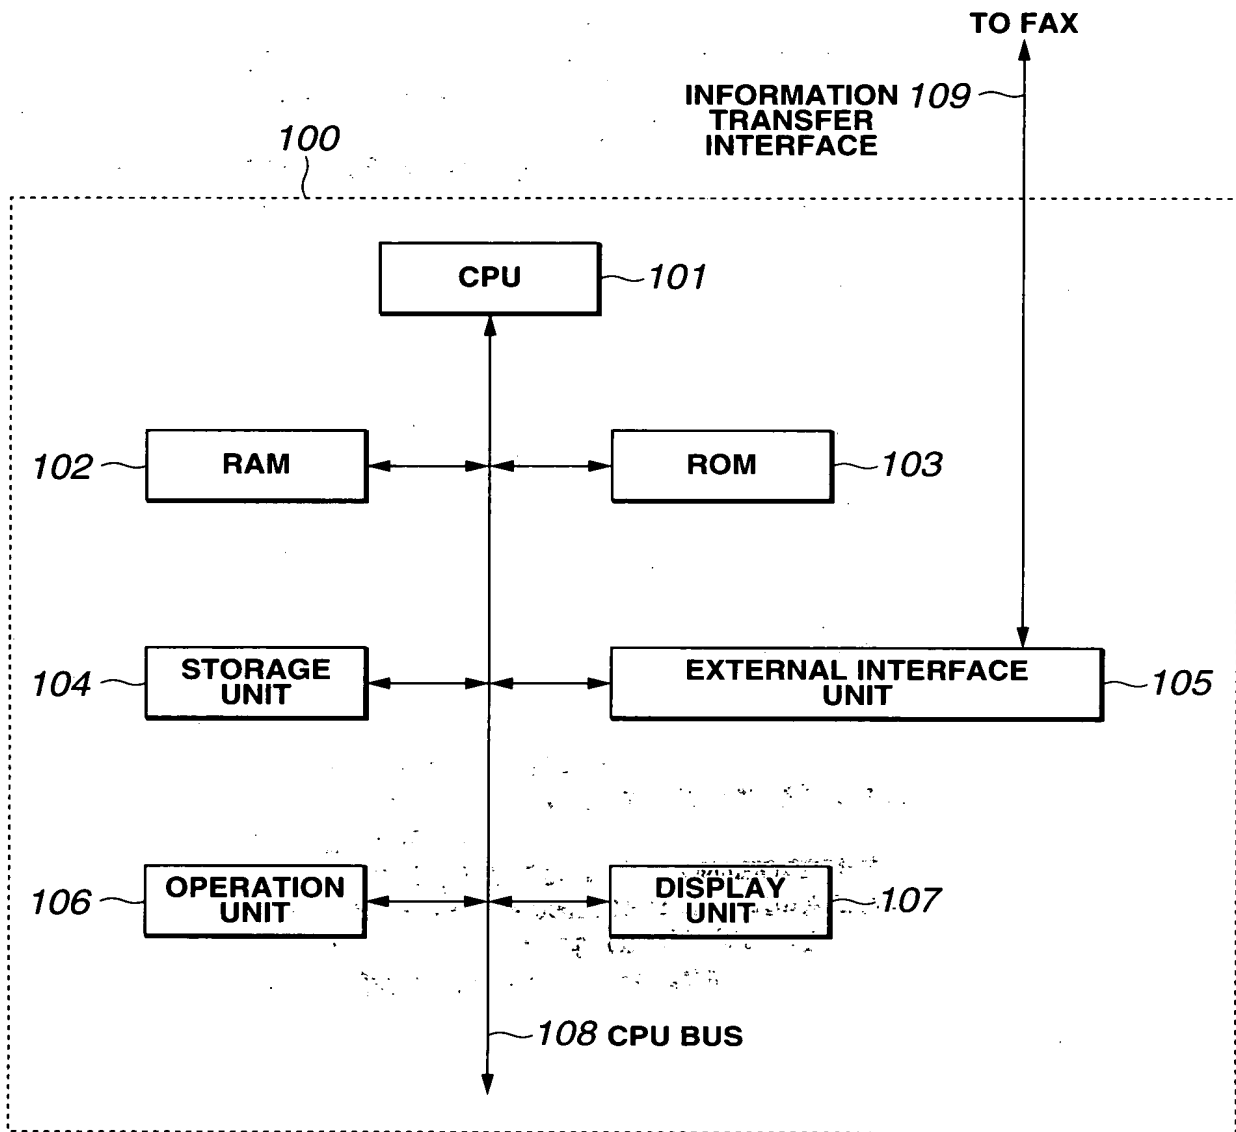 TO FAX
INFORMATION 109
TRANSFER
INTERFACE
100
CPU
101
102
RAM
ROM
103
104
STORAGE
UNIT
EXTERNAL INTERFACE
UNIT
105
106
OPERATION
UNIT
DISPLAY
UNIT
107
108 CPU BUS